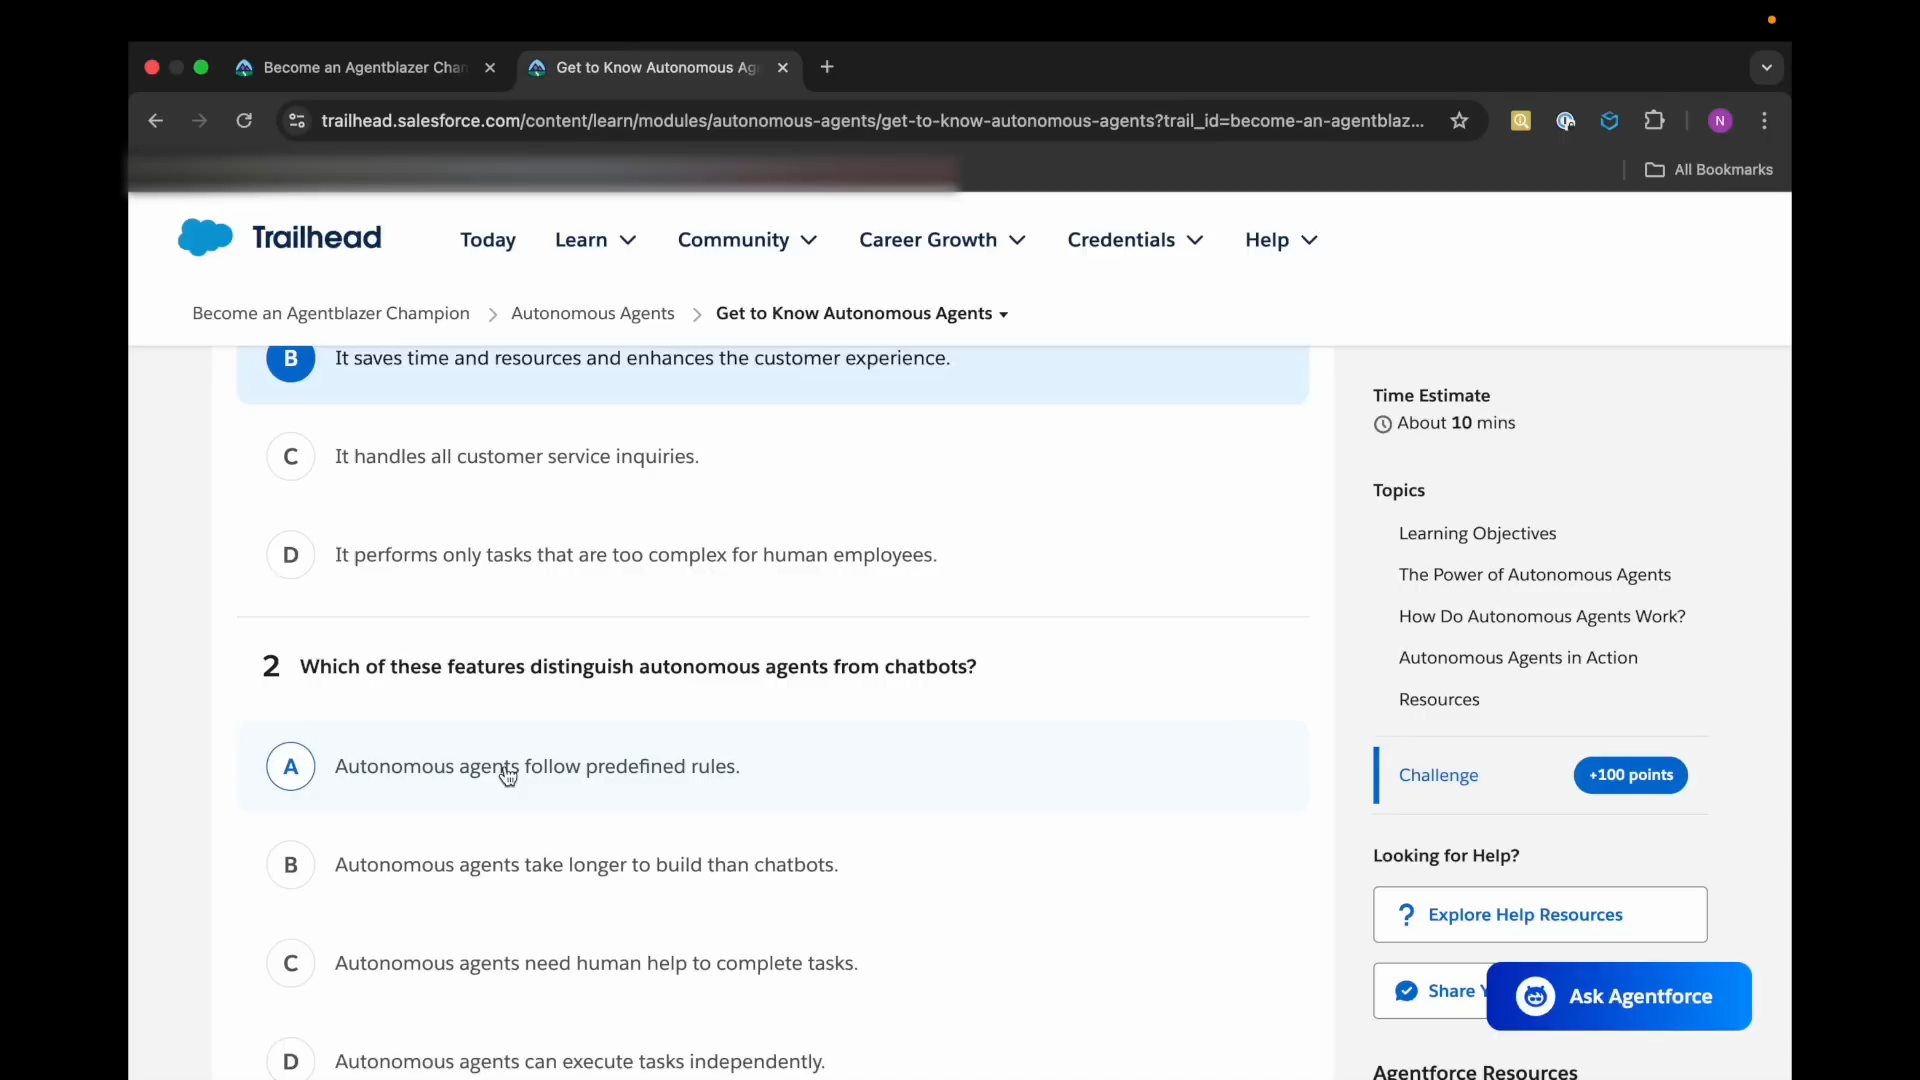 Become an Agentblazer Chan
Get to Know Autonomous Ag
trailhead.salesforce.com/content/learn/modules/autonomous-agents/get-to-know-autonomous-agents?trail_id=become-an-agentblaz...
N
All Bookmarks
Trailhead
Today
Learn
Community
Career Growth
Credentials
Help
Become an Agentblazer Champion > Autonomous Agents > Get to Know Autonomous Agents
B It saves time and resources and enhances the customer experience.
C It handles all customer service inquiries.
D It performs only tasks that are too complex for human employees.
2 Which of these features distinguish autonomous agents from chatbots?
A Autonomous agents follow predefined rules.
B Autonomous agents take longer to build than chatbots.
C Autonomous agents need human help to complete tasks.
D Autonomous agents can execute tasks independently.
Time Estimate
About 10 mins
Topics
Learning Objectives
The Power of Autonomous Agents
How Do Autonomous Agents Work?
Autonomous Agents in Action
Resources
Challenge
+100 points
Looking for Help?
? Explore Help Resources
Share Y
Ask Agentforce
Agentforce Resources